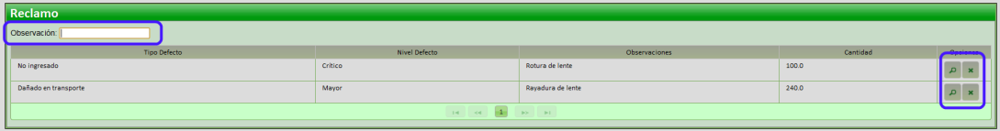 Reclamo
Observación:
Tipo Defecto Nivel Defecto Observaciones Cantidad Opciones
No ingresado Crítico Rotura de lente 100.0
Dañado en transporte Mayor Rayadura de lente 240.0
1